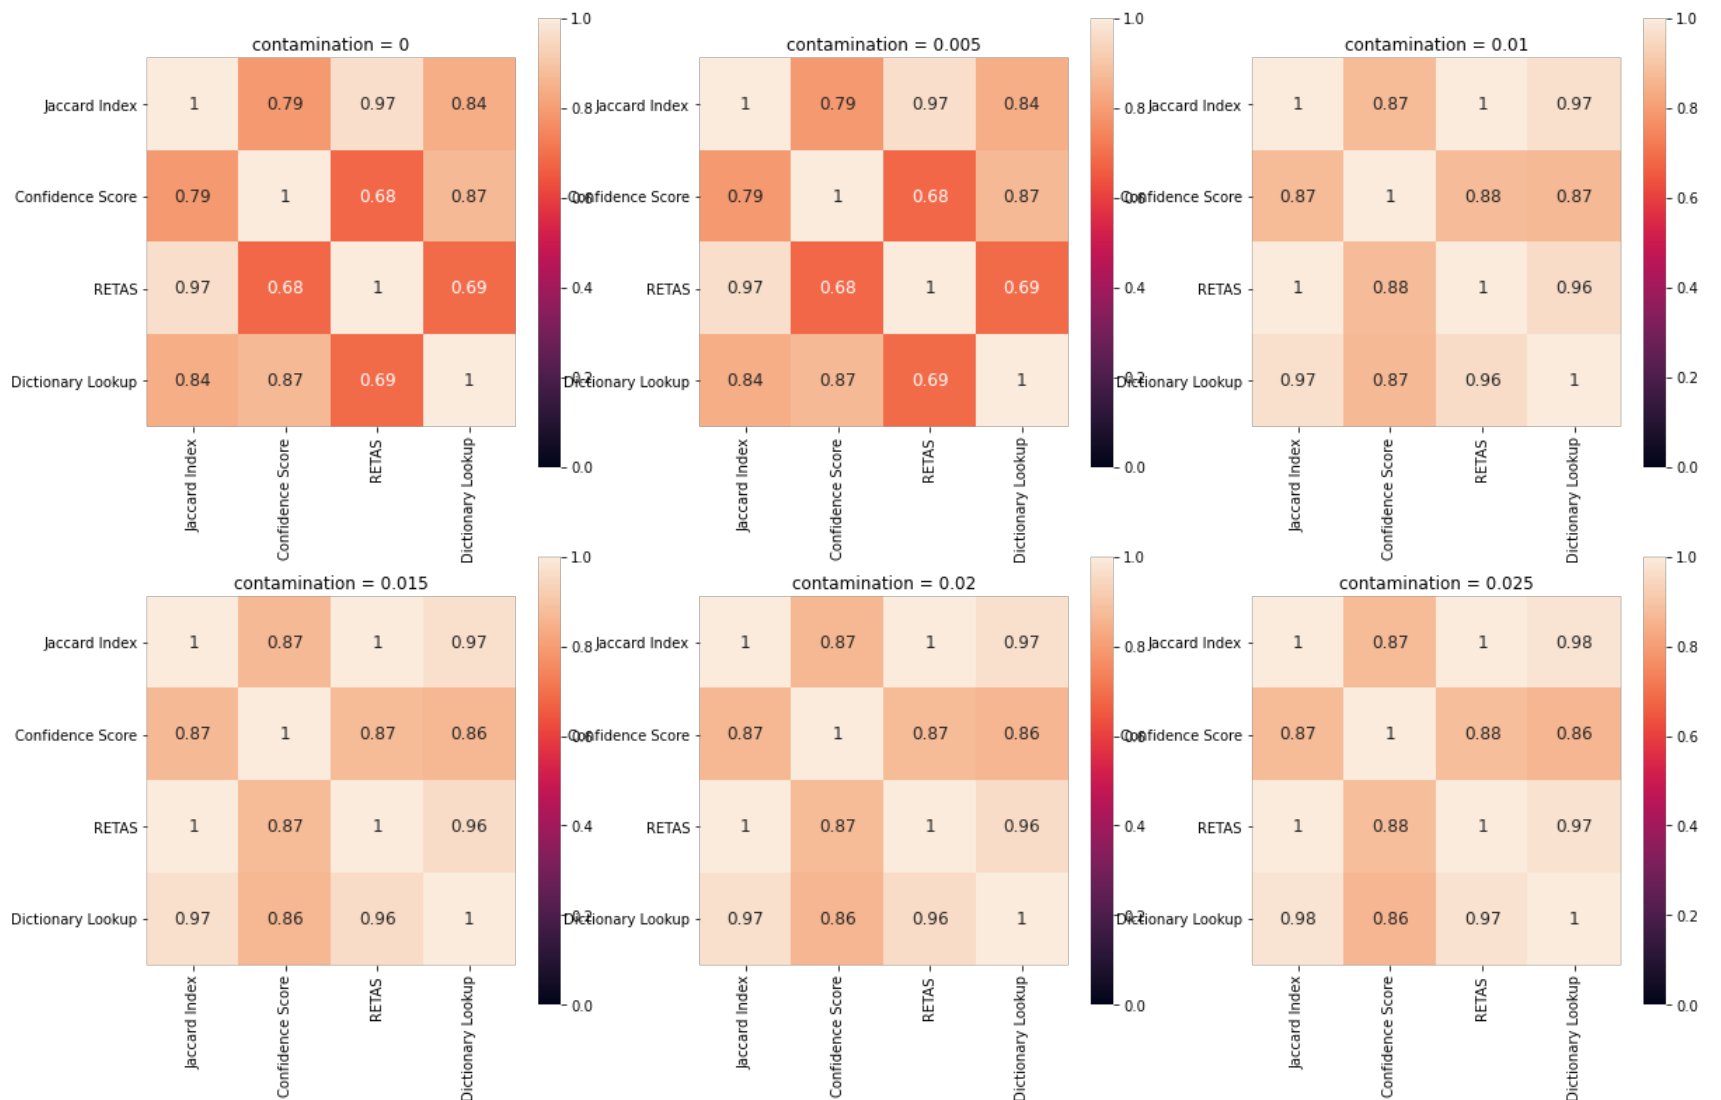 contamination = 0
1.0
0.8
0.6
0.4
0.2
0.0
Jaccard Index 1 0.79 0.97 0.84
Confidence Score 0.79 1 0.68 0.87
RETAS 0.97 0.68 1 0.69
Dictionary Lookup 0.84 0.87 0.69 1
Jaccard Index
Confidence Score
RETAS
Dictionary Lookup
contamination = 0.005
1.0
0.8
0.6
0.4
0.2
0.0
Jaccard Index 1 0.79 0.97 0.84
Confidence Score 0.79 1 0.68 0.87
RETAS 0.97 0.68 1 0.69
Dictionary Lookup 0.84 0.87 0.69 1
Jaccard Index
Confidence Score
RETAS
Dictionary Lookup
contamination = 0.01
1.0
0.8
0.6
0.4
0.2
0.0
Jaccard Index 1 0.87 1 0.97
Confidence Score 0.87 1 0.88 0.87
RETAS 1 0.88 1 0.96
Dictionary Lookup 0.97 0.87 0.96 1
Jaccard Index
Confidence Score
RETAS
Dictionary Lookup
contamination = 0.015
1.0
0.8
0.6
0.4
0.2
0.0
Jaccard Index 1 0.87 1 0.97
Confidence Score 0.87 1 0.87 0.86
RETAS 1 0.87 1 0.96
Dictionary Lookup 0.97 0.86 0.96 1
Jaccard Index
Confidence Score
RETAS
Dictionary Lookup
contamination = 0.02
1.0
0.8
0.6
0.4
0.2
0.0
Jaccard Index 1 0.87 1 0.97
Confidence Score 0.87 1 0.87 0.86
RETAS 1 0.87 1 0.96
Dictionary Lookup 0.97 0.86 0.96 1
Jaccard Index
Confidence Score
RETAS
Dictionary Lookup
contamination = 0.025
1.0
0.8
0.6
0.4
0.2
0.0
Jaccard Index 1 0.87 1 0.98
Confidence Score 0.87 1 0.88 0.86
RETAS 1 0.88 1 0.97
Dictionary Lookup 0.98 0.86 0.97 1
Jaccard Index
Confidence Score
RETAS
Dictionary Lookup